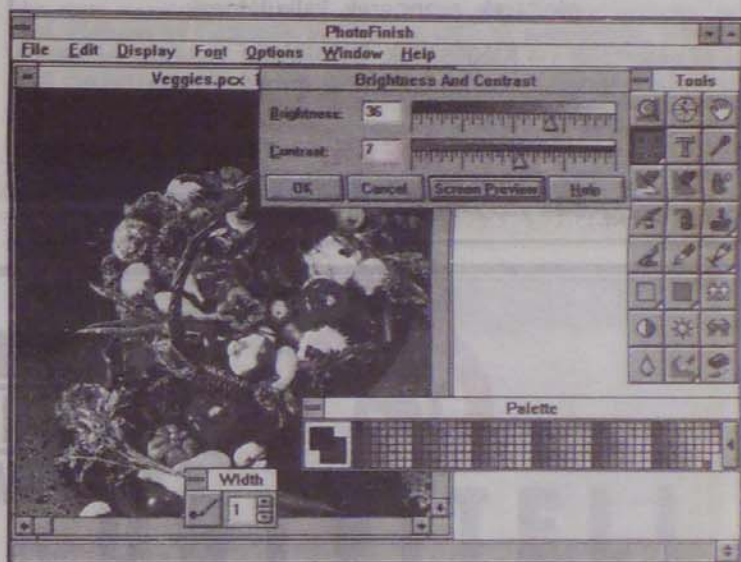 PhotoFinish
File Edit Display Font Options Window Help
Veggies.pcx
Brightness And Contrast
Brightness: 36
Contrast: 7
OK Cancel Screen Preview Help
Tools
T
Palette
Width
1